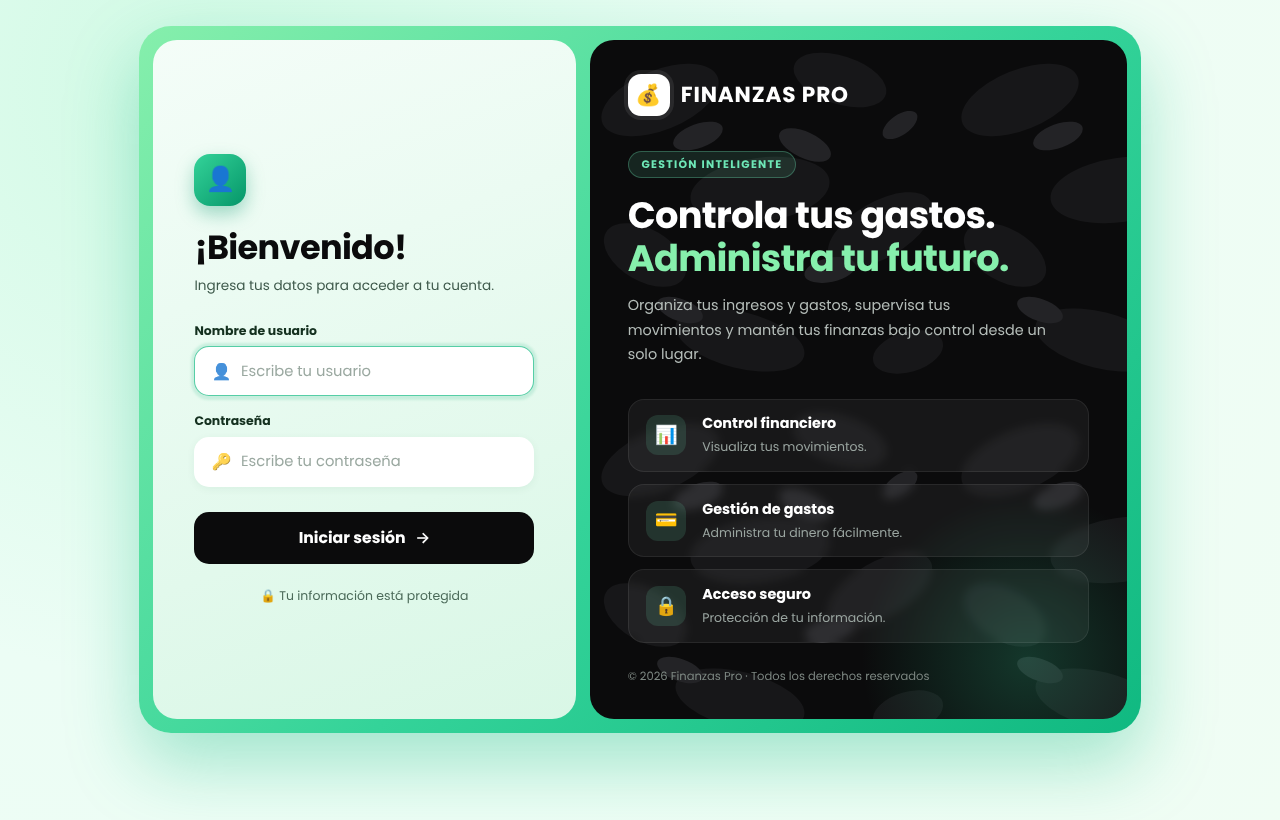 ¡Bienvenido!
Ingresa tus datos para acceder a tu cuenta.
Nombre de usuario
Escribe tu usuario
Contraseña
Escribe tu contraseña
Iniciar sesión →
Tu información está protegida
FINANZAS PRO
GESTIÓN INTELIGENTE
Controla tus gastos.
Administra tu futuro.
Organiza tus ingresos y gastos, supervisa tus
movimientos y mantén tus finanzas bajo control desde un
solo lugar.
Control financiero
Visualiza tus movimientos.
Gestión de gastos
Administra tu dinero fácilmente.
Acceso seguro
Protección de tu información.
© 2026 Finanzas Pro · Todos los derechos reservados